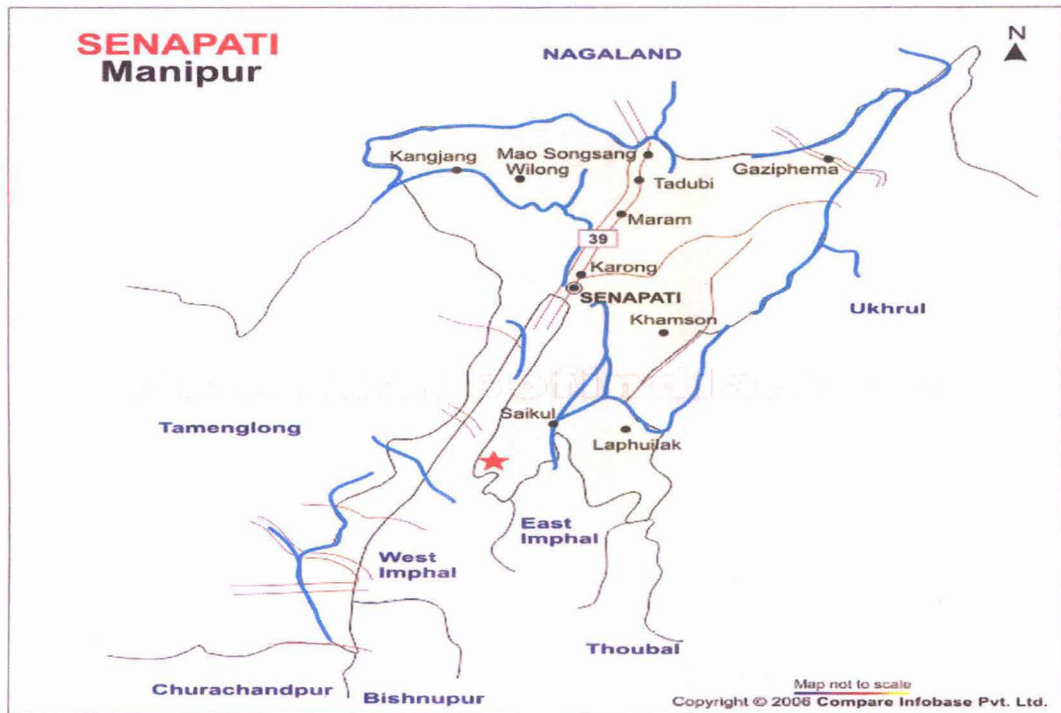 SENAPATI
Manipur
NAGALAND
N
Kangjang
Mao Songsang
Wilong
Tadubi
Gaziphema
Maram
39
Karong
SENAPATI
Khamson
Ukhrul
Tamenglong
Saikul
Laphuilak
East
Imphal
West
Imphal
Thoubal
Churachandpur
Bishnupur
Map not to scale
Copyright © 2006 Compare Infobase Pvt. Ltd.